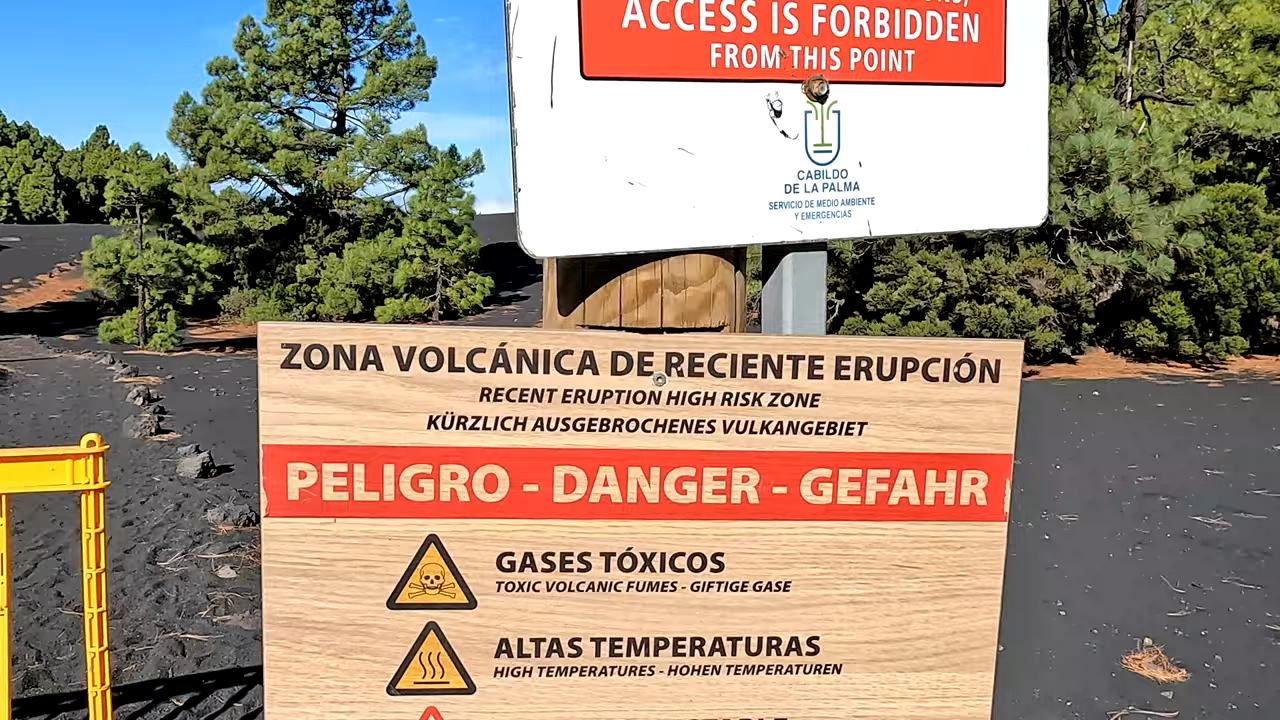 ACCESS IS FORBIDDEN
FROM THIS POINT
CABILDO
DE LA PALMA
SERVICIO DE MEDIO AMBIENTE
Y EMERGENCIAS
ZONA VOLCÁNICA DE RECIENTE ERUPCIÓN
RECENT ERUPTION HIGH RISK ZONE
KÜRZLICH AUSGEBROCHENES VULKANGEBIET
PELIGRO - DANGER - GEFAHR
GASES TÓXICOS
TOXIC VOLCANIC FUMES - GIFTIGE GASE
ALTAS TEMPERATURAS
HIGH TEMPERATURES - HOHEN TEMPERATUREN